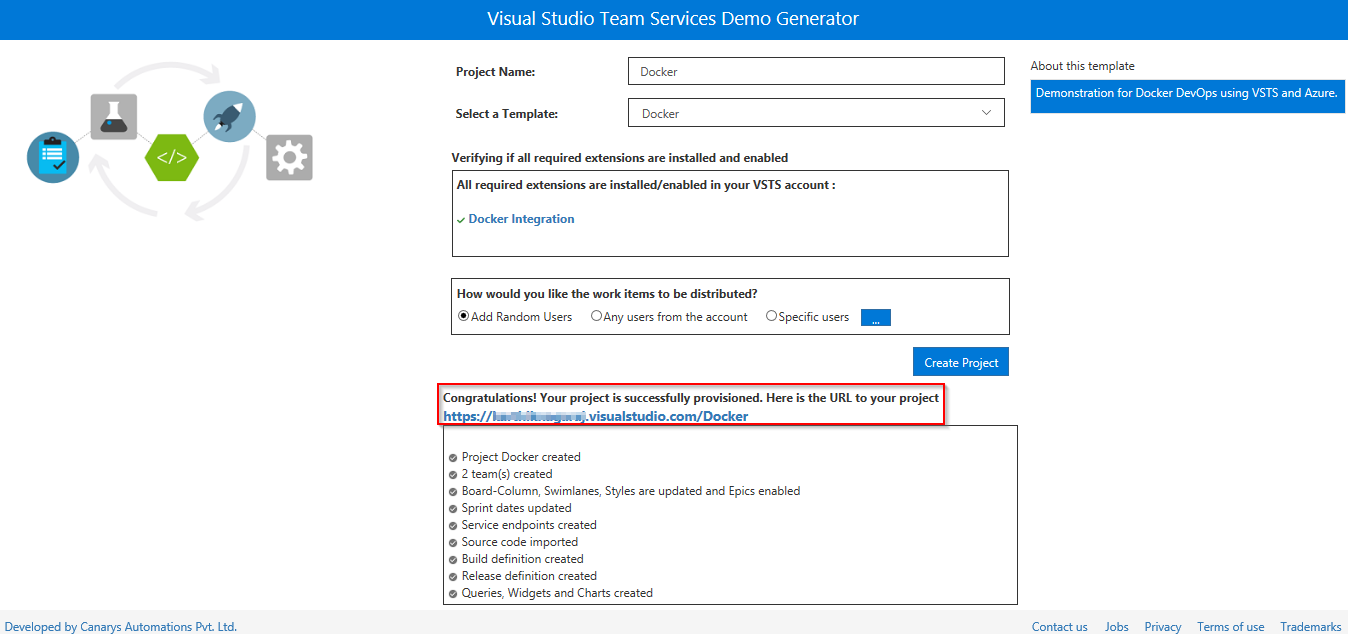 Visual Studio Team Services Demo Generator
Project Name:
Docker
About this template
Select a Template:
Docker
Demonstration for Docker DevOps using VSTS and Azure.
</>
Verifying if all required extensions are installed and enabled
All required extensions are installed/enabled in your VSTS account :
Docker Integration
How would you like the work items to be distributed?
Add Random Users Any users from the account Specific users ...
Create Project
Congratulations! Your project is successfully provisioned. Here is the URL to your project
https:// .visualstudio.com/Docker
Project Docker created
2 team(s) created
Board-Column, Swimlanes, Styles are updated and Epics enabled
Sprint dates updated
Service endpoints created
Source code imported
Build definition created
Release definition created
Queries, Widgets and Charts created
Developed by Canarys Automations Pvt. Ltd.
Contact us Jobs Privacy Terms of use Trademarks